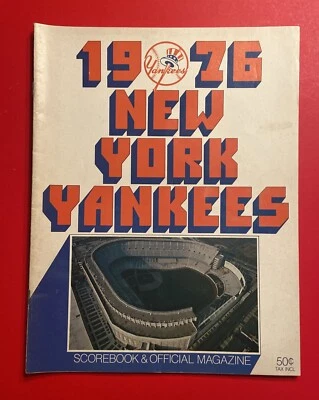 19 Yankees 76
NEW
YORK
YANKEES
SCOREBOOK & OFFICIAL MAGAZINE
50¢
TAX INCL